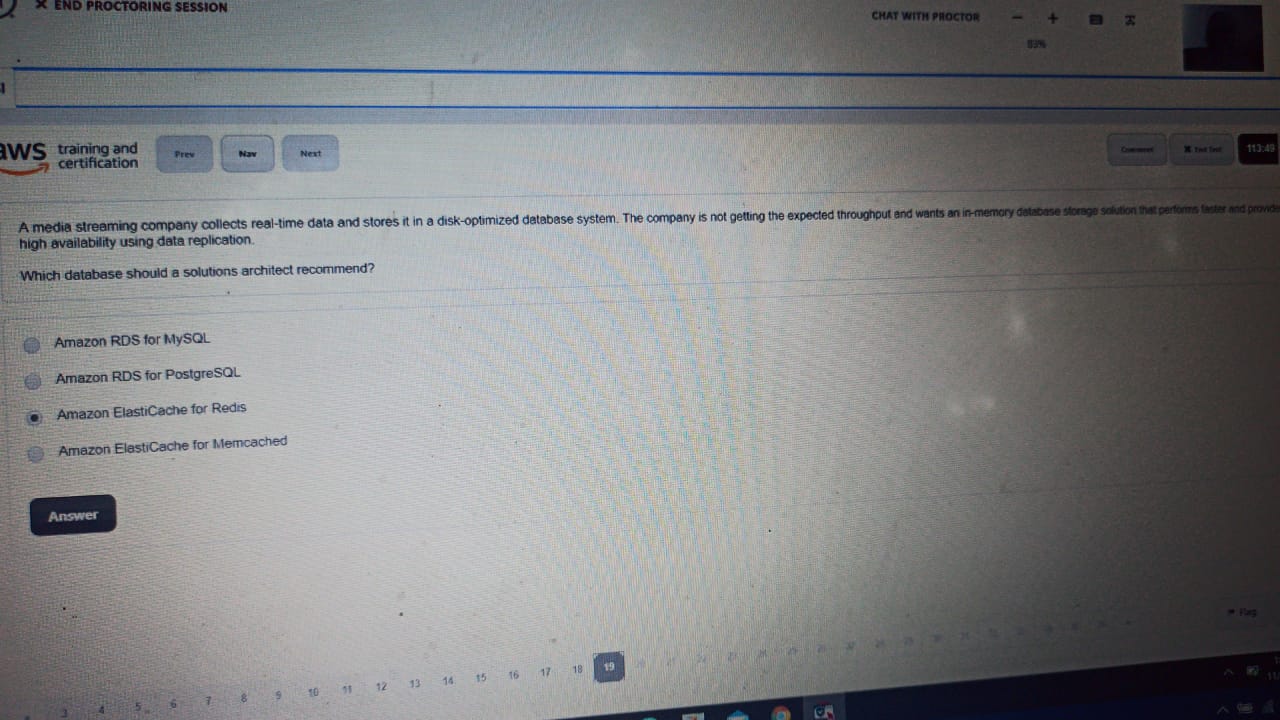 END PROCTORING SESSION
CHAT WITH PROCTOR
83%
aws training and certification
Prev
Nav
Next
Comment
113:49
A media streaming company collects real-time data and stores it in a disk-optimized database system. The company is not getting the expected throughput and wants an in-memory database storage solution that performs faster and provide
high availability using data replication.
Which database should a solutions architect recommend?
Amazon RDS for MySQL
Amazon RDS for PostgreSQL
Amazon ElastiCache for Redis
Amazon ElastiCache for Memcached
Answer
Flag
3 4 5 6 7 8 9 10 11 12 13 14 15 16 17 18 19